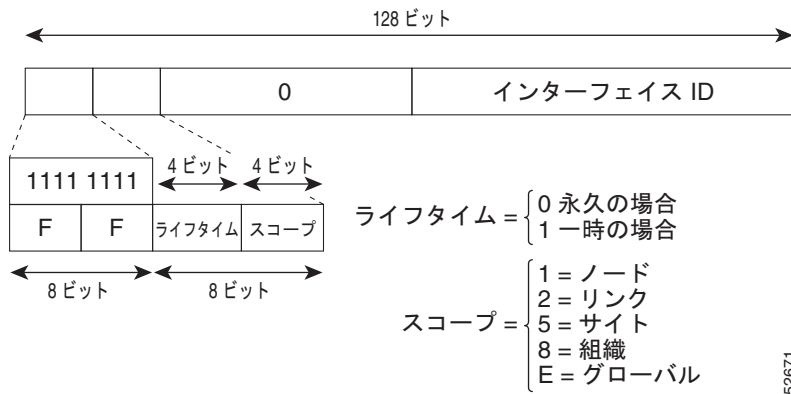 128 ビット
0
インターフェイス ID
4 ビット 4 ビット
1111 1111
F F ライフタイム スコープ
8 ビット 8 ビット
ライフタイム = 0 永久の場合
1 一時の場合
スコープ = 1 = ノード
2 = リンク
5 = サイト
8 = 組織
E = グローバル
52671